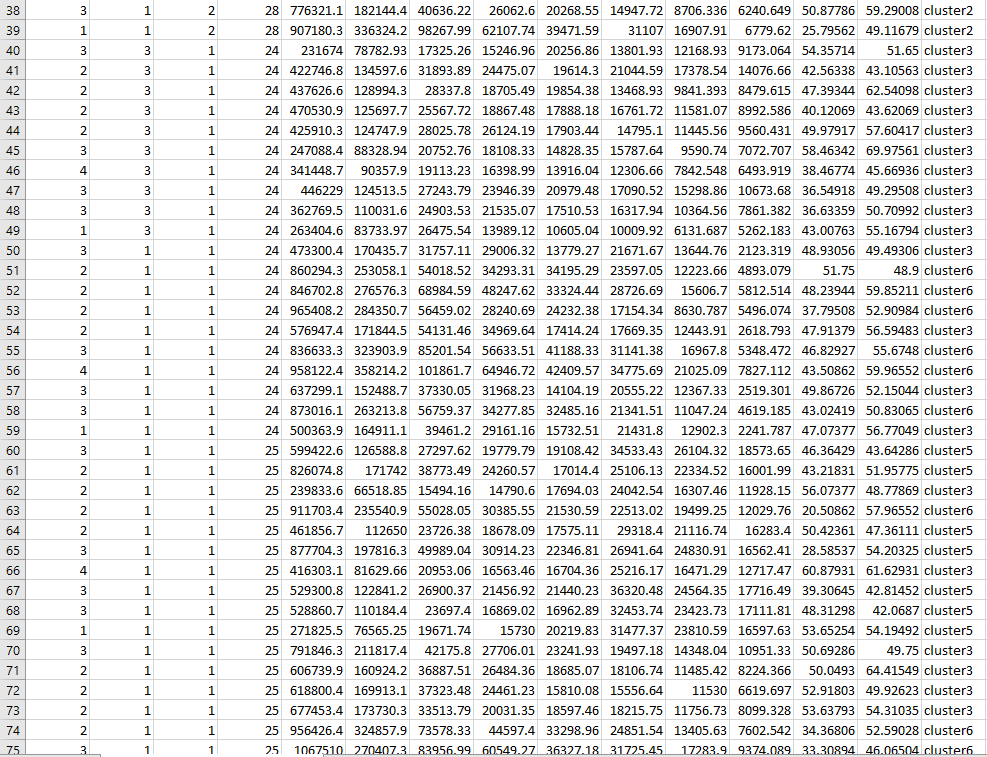 38 3 1 2 28 776321.1 182144.4 40636.22 26062.6 20268.55 14947.72 8706.336 6240.649 50.87786 59.29008 cluster2
39 1 1 2 28 907180.3 336324.2 98267.99 62107.74 39471.59 31107 16907.91 6779.62 25.79562 49.11679 cluster2
40 3 3 1 24 231674 78782.93 17325.26 15246.96 20256.86 13801.93 12168.93 9173.064 54.35714 51.65 cluster3
41 2 3 1 24 422746.8 134597.6 31893.89 24475.07 19614.3 21044.59 17378.54 14076.66 42.56338 43.10563 cluster3
42 2 3 1 24 437626.6 128994.3 28337.8 18705.49 19854.38 13468.93 9841.393 8479.615 47.39344 62.54098 cluster3
43 2 3 1 24 470530.9 125697.7 25567.72 18867.48 17888.18 16761.72 11581.07 8992.586 40.12069 43.62069 cluster3
44 2 3 1 24 425910.3 124747.9 28025.78 26124.19 17903.44 14795.1 11445.56 9560.431 49.97917 57.60417 cluster3
45 3 3 1 24 247088.4 88328.94 20752.76 18108.33 14828.35 15787.64 9590.74 7072.707 58.46342 69.97561 cluster3
46 4 3 1 24 341448.7 90357.9 19113.23 16398.99 13916.04 12306.66 7842.548 6493.919 38.46774 45.66936 cluster3
47 3 3 1 24 446229 124513.5 27243.79 23946.39 20979.48 17090.52 15298.86 10673.68 36.54918 49.29508 cluster3
48 3 3 1 24 362769.5 110031.6 24903.53 21535.07 17510.53 16317.94 10364.56 7861.382 36.63359 50.70992 cluster3
49 1 3 1 24 263404.6 83733.97 26475.54 13989.12 10605.04 10009.92 6131.687 5262.183 43.00763 55.16794 cluster3
50 3 1 1 24 473300.4 170435.7 31757.11 29006.32 13779.27 21671.67 13644.76 2123.319 48.93056 49.49306 cluster3
51 2 1 1 24 860294.3 253058.1 54018.52 34293.31 34195.29 23597.05 12223.66 4893.079 51.75 48.9 cluster6
52 2 1 1 24 846702.8 276576.3 68984.59 48247.62 33324.44 28726.69 15606.7 5812.514 48.23944 59.85211 cluster6
53 2 1 1 24 965408.2 284350.7 56459.02 28240.69 24232.38 17154.34 8630.787 5496.074 37.79508 52.90984 cluster6
54 2 1 1 24 576947.4 171844.5 54131.46 34969.64 17414.24 17669.35 12443.91 2618.793 47.91379 56.59483 cluster3
55 3 1 1 24 836633.3 323903.9 85201.54 56633.51 41188.33 31141.38 16967.8 5348.472 46.82927 55.6748 cluster6
56 4 1 1 24 958122.4 358214.2 101861.7 64946.72 42409.57 34775.69 21025.09 7827.112 43.50862 59.96552 cluster6
57 3 1 1 24 637299.1 152488.7 37330.05 31968.23 14104.19 20555.22 12367.33 2519.301 49.86726 52.15044 cluster3
58 3 1 1 24 873016.1 263213.8 56759.37 34277.85 32485.16 21341.51 11047.24 4619.185 43.02419 50.83065 cluster6
59 1 1 1 24 500363.9 164911.1 39461.2 29161.16 15732.51 21431.8 12902.3 2241.787 47.07377 56.77049 cluster3
60 3 1 1 25 599422.6 126588.8 27297.62 19779.79 19108.42 34533.43 26104.32 18573.65 46.36429 43.64286 cluster5
61 2 1 1 25 826074.8 171742 38773.49 24260.57 17014.4 25106.13 22334.52 16001.99 43.21831 51.95775 cluster5
62 2 1 1 25 239833.6 66518.85 15494.16 14790.6 17694.03 24042.54 16307.46 11928.15 56.07377 48.77869 cluster3
63 2 1 1 25 911703.4 235540.9 55028.05 30385.55 21530.59 22513.02 19499.25 12029.76 20.50862 57.96552 cluster6
64 2 1 1 25 461856.7 112650 23726.38 18678.09 17575.11 29318.4 21116.74 16283.4 50.42361 47.36111 cluster5
65 3 1 1 25 877704.3 197816.3 49989.04 30914.23 22346.81 26941.64 24830.91 16562.41 28.58537 54.20325 cluster5
66 4 1 1 25 416303.1 81629.66 20953.06 16563.46 16704.36 25216.17 16471.29 12717.47 60.87931 61.62931 cluster3
67 3 1 1 25 529300.8 122841.2 26900.37 21456.92 21440.23 36320.48 24564.35 17716.49 39.30645 42.81452 cluster5
68 3 1 1 25 528860.7 110184.4 23697.4 16869.02 16962.89 32453.74 23423.73 17111.81 48.31298 42.0687 cluster5
69 1 1 1 25 271825.5 76565.25 19671.74 15730 20219.83 31477.37 23810.59 16597.63 53.65254 54.19492 cluster5
70 3 1 1 25 791846.3 211817.4 42175.8 27706.01 23241.93 19497.18 14348.04 10951.33 50.69286 49.75 cluster3
71 2 1 1 25 606739.9 160924.2 36887.51 26484.36 18685.07 18106.74 11485.42 8224.366 50.0493 64.41549 cluster3
72 2 1 1 25 618800.4 169913.1 37323.48 24461.23 15810.08 15556.64 11530 6619.697 52.91803 49.92623 cluster3
73 2 1 1 25 677453.4 173730.3 33513.79 20031.35 18597.46 18215.75 11756.73 8099.328 53.63793 54.31035 cluster3
74 2 1 1 25 956426.4 324857.9 73578.33 44597.4 33298.96 24851.54 13405.63 7602.542 34.36806 52.59028 cluster6
75 3 1 1 25 1067510 270407.3 83956.99 60549.27 36327.18 31725.45 17283.9 9374.089 33.30894 46.06504 cluster6